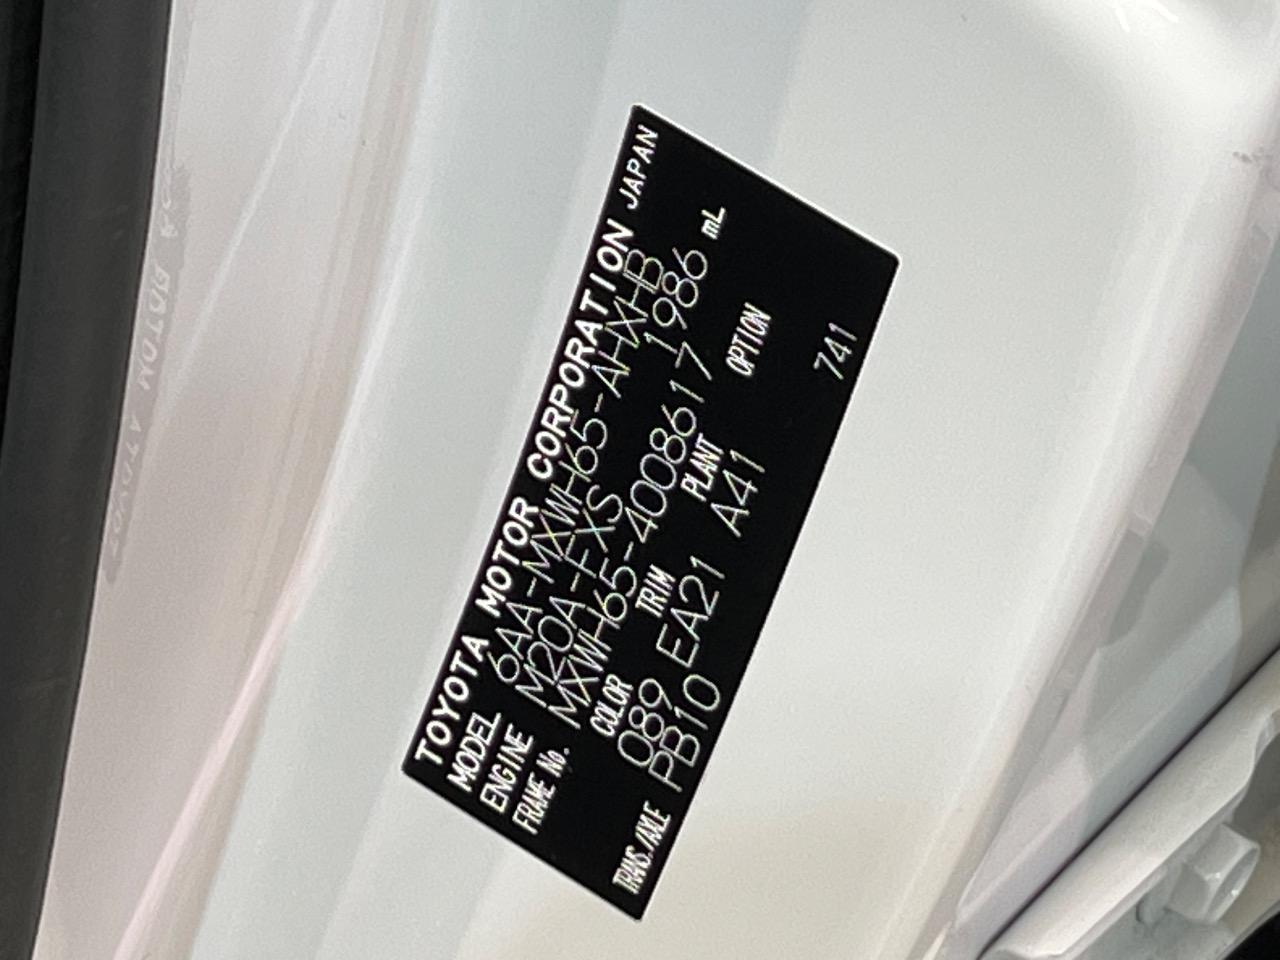 TOYOTA MOTOR CORPORATION JAPAN
MODEL 6AA-MXWH65-AHXHB
ENGINE M20A-FXS 1986 mL
FRAME No. MXWH65-4008617
COLOR TRIM PLANT OPTION
089 EA21 A41
TRANS./AXLE PB10 741